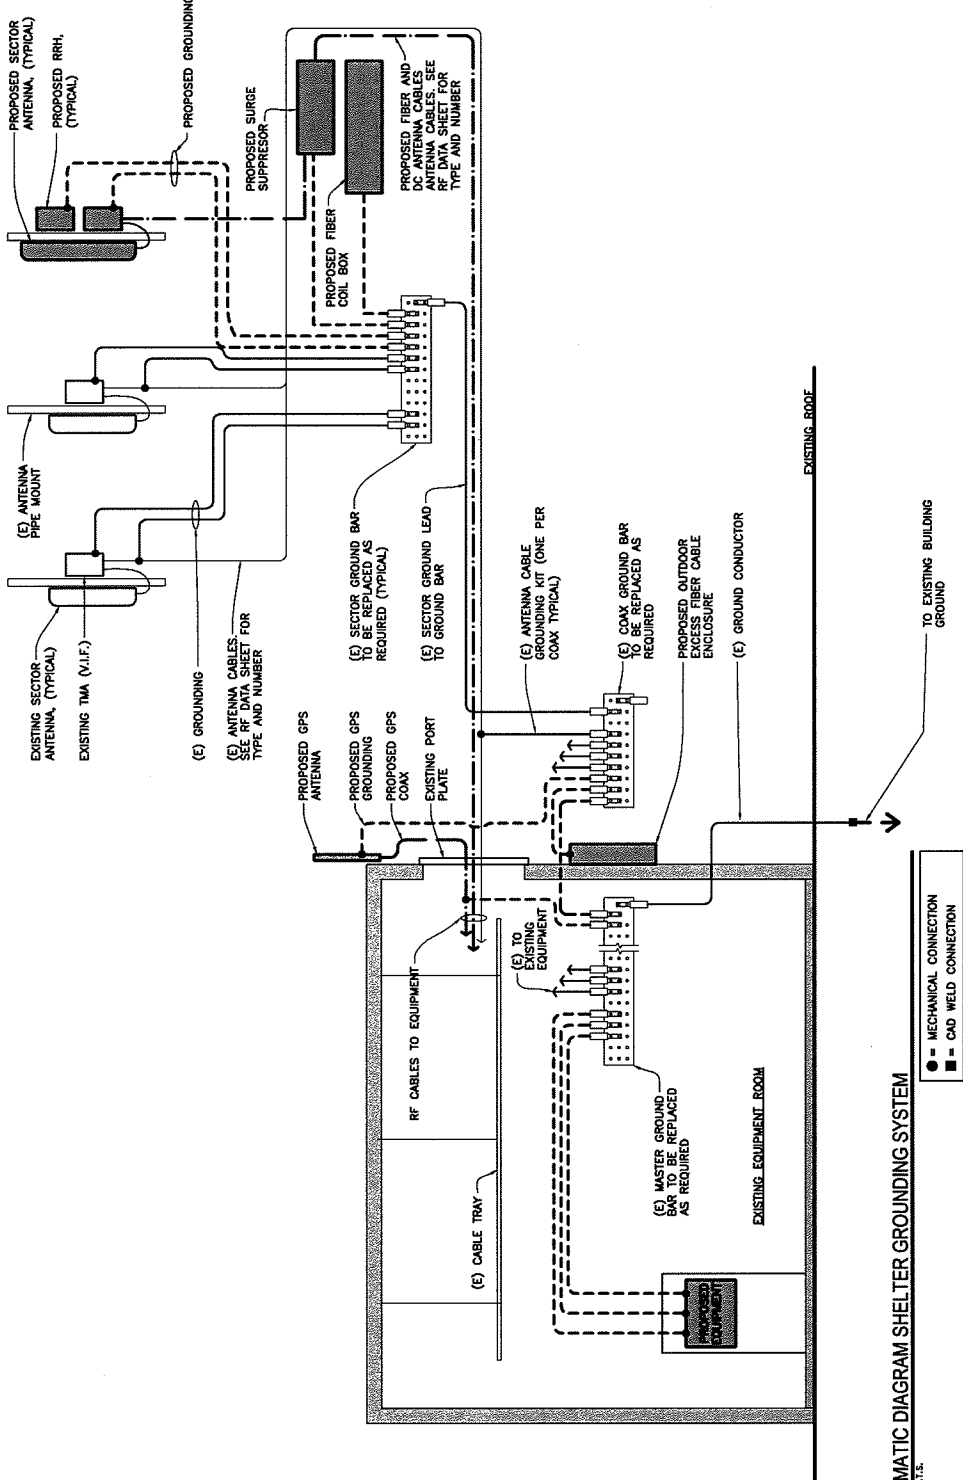 PROPOSED SECTOR
ANTENNA, (TYPICAL)
PROPOSED RRH,
(TYPICAL)
PROPOSED GROUNDING
PROPOSED SURGE
SUPPRESOR
PROPOSED FIBER
COIL BOX
PROPOSED FIBER AND
DC ANTENNA CABLES
ANTENNA CABLES. SEE
RF DATA SHEET FOR
TYPE AND NUMBER
(E) ANTENNA
PIPE MOUNT
EXISTING SECTOR
ANTENNA, (TYPICAL)
EXISTING TMA (V.I.F.)
(E) GROUNDING
(E) ANTENNA CABLES.
SEE RF DATA SHEET FOR
TYPE AND NUMBER
(E) SECTOR GROUND BAR
TO BE REPLACED AS
REQUIRED (TYPICAL)
(E) SECTOR GROUND LEAD
TO GROUND BAR
(E) ANTENNA CABLE
GROUNDING KIT (ONE PER
COAX TYPICAL)
(E) COAX GROUND BAR
TO BE REPLACED AS
REQUIRED
PROPOSED OUTDOOR
EXCESS FIBER CABLE
ENCLOSURE
(E) GROUND CONDUCTOR
EXISTING ROOF
TO EXISTING BUILDING
GROUND
PROPOSED GPS
ANTENNA
PROPOSED GPS
GROUNDING
PROPOSED GPS
COAX
EXISTING PORT
PLATE
RF CABLES TO EQUIPMENT
(E) TO
EXISTING
EQUIPMENT
(E) CABLE TRAY
(E) MASTER GROUND
BAR TO BE REPLACED
AS REQUIRED
EXISTING EQUIPMENT ROOM
PROPOSED
EQUIPMENT
MATIC DIAGRAM SHELTER GROUNDING SYSTEM
.T.S.
● = MECHANICAL CONNECTION
■ = CAD WELD CONNECTION